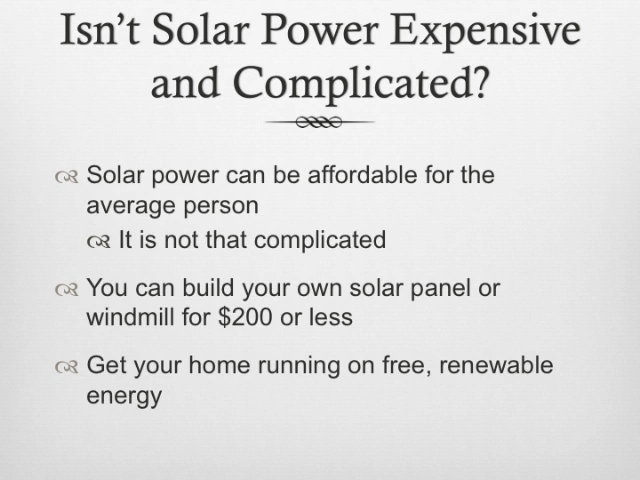 Isn’t Solar Power Expensive
and Complicated?
Solar power can be affordable for the
average person
It is not that complicated
You can build your own solar panel or
windmill for $200 or less
Get your home running on free, renewable
energy